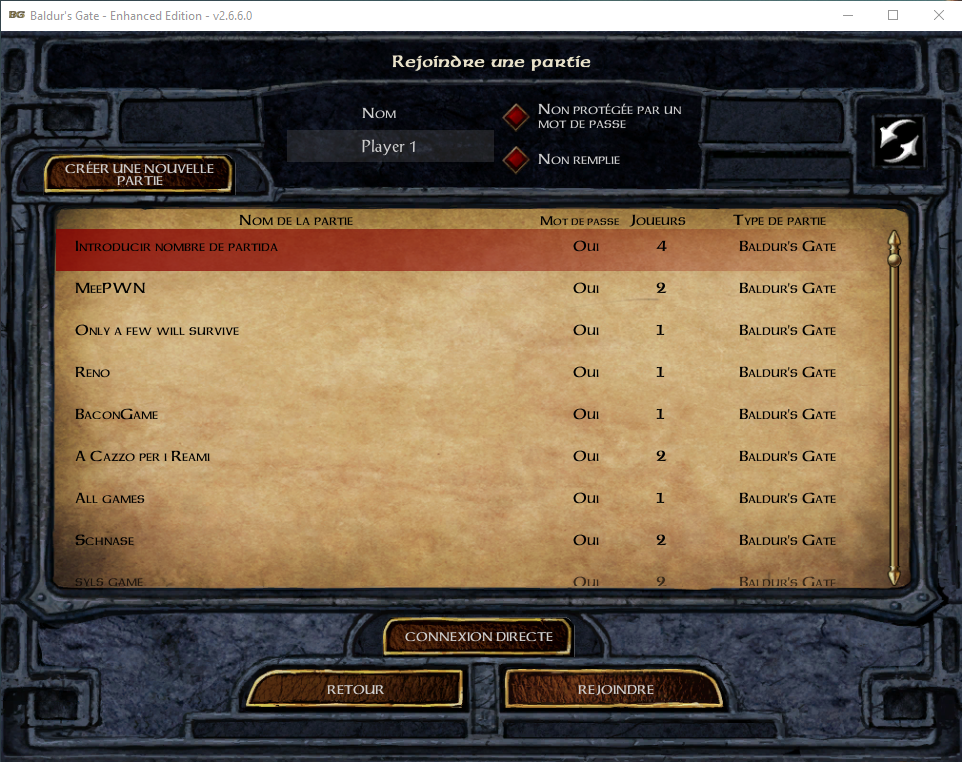 BG Baldur's Gate - Enhanced Edition - v2.6.6.0
Rejoindre une partie
Nom
Player 1
Non protégée par un
mot de passe
Non remplie
CRÉER UNE NOUVELLE
PARTIE
Nom de la partie Mot de passe Joueurs Type de partie
Introducir nombre de partida Oui 4 Baldur's Gate
MeePWN Oui 2 Baldur's Gate
Only a few will survive Oui 1 Baldur's Gate
Reno Oui 1 Baldur's Gate
BaconGame Oui 1 Baldur's Gate
A Cazzo per i Reami Oui 2 Baldur's Gate
All games Oui 1 Baldur's Gate
Schnase Oui 2 Baldur's Gate
syls game Oui 2 Baldur's Gate
CONNEXION DIRECTE
RETOUR
REJOINDRE